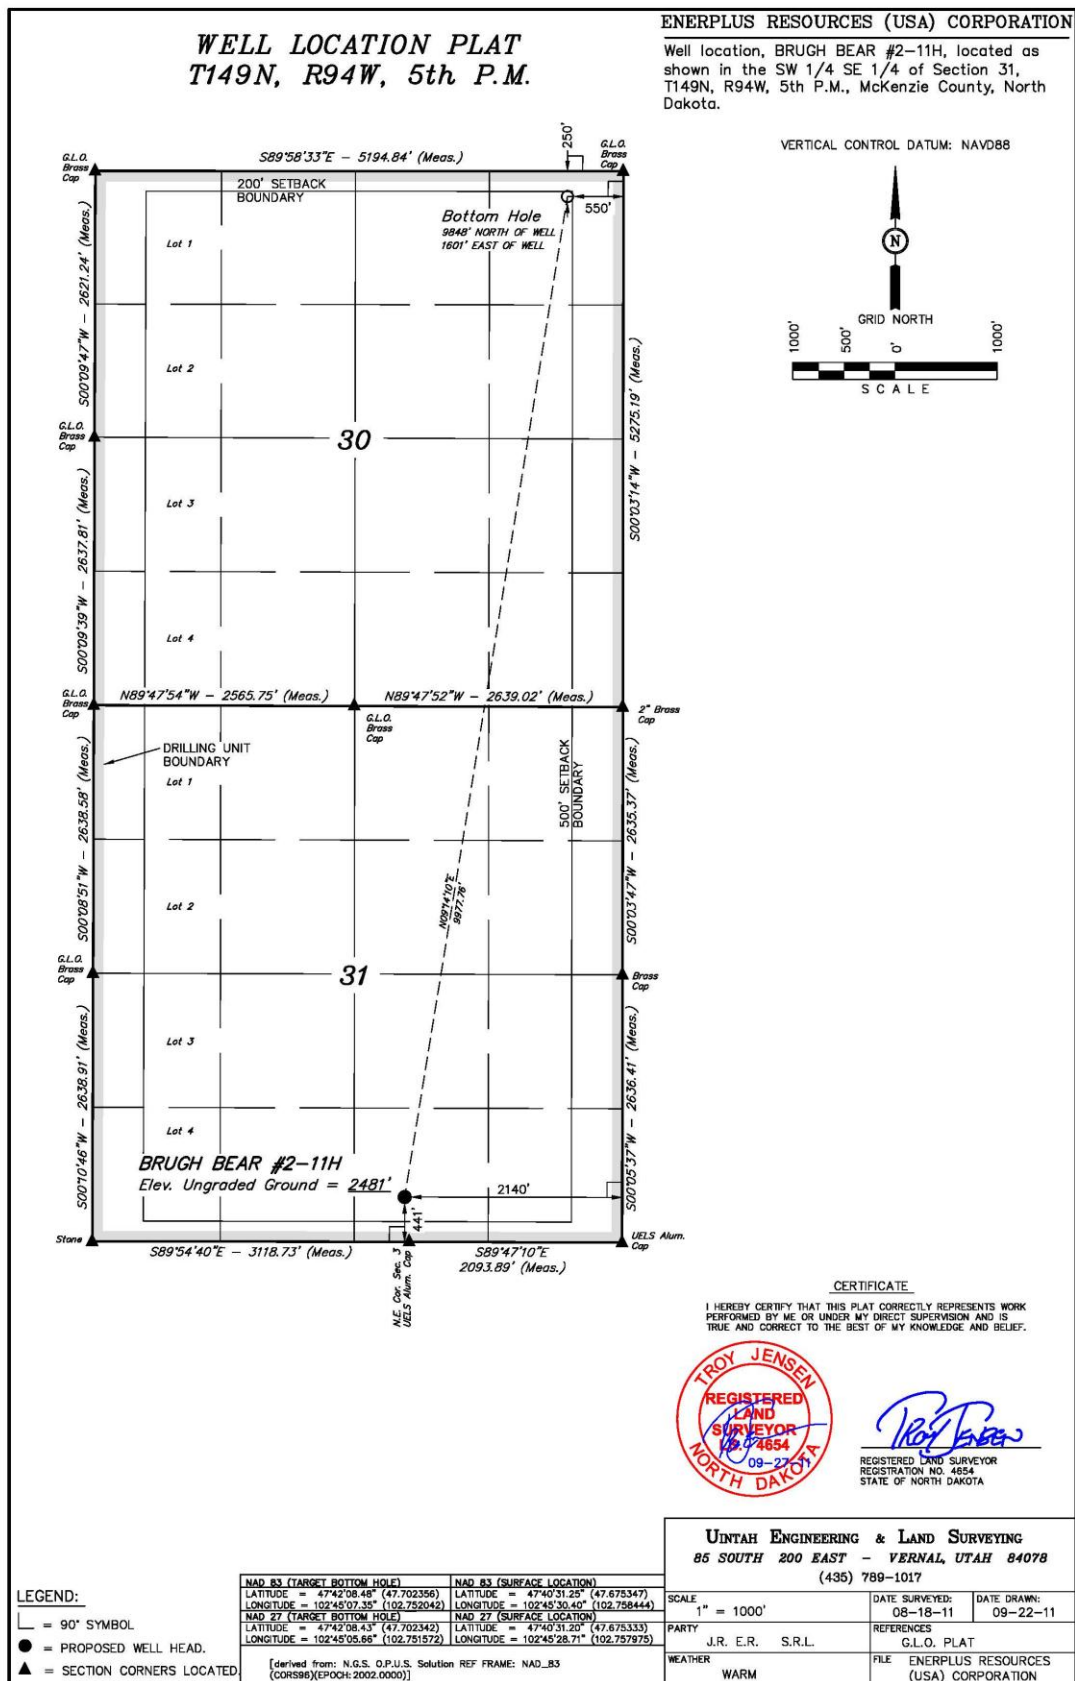 WELL LOCATION PLAT
T149N, R94W, 5th P.M.
ENERPLUS RESOURCES (USA) CORPORATION
Well location, BRUGH BEAR #2-11H, located as
shown in the SW 1/4 SE 1/4 of Section 31,
T149N, R94W, 5th P.M., McKenzie County, North
Dakota.
VERTICAL CONTROL DATUM: NAVD88
N
GRID NORTH
1000'
500'
0'
1000'
SCALE
G.L.O.
Brass
Cap
S89°58'33"E - 5194.84' (Meas.)
250'
G.L.O.
Brass
Cap
200' SETBACK
BOUNDARY
550'
Bottom Hole
9848' NORTH OF WELL
1601' EAST OF WELL
Lot 1
S00°09'47"W - 2621.24' (Meas.)
Lot 2
S00°03'14"W - 5275.19' (Meas.)
G.L.O.
Brass
Cap
30
Lot 3
S00°09'39"W - 2637.81' (Meas.)
Lot 4
G.L.O.
Brass
Cap
N89°47'54"W - 2565.75' (Meas.)
N89°47'52"W - 2639.02' (Meas.)
G.L.O.
Brass
Cap
2" Brass
Cap
DRILLING UNIT
BOUNDARY
Lot 1
S00°08'51"W - 2638.58' (Meas.)
500' SETBACK
BOUNDARY
S00°03'47"W - 2635.37' (Meas.)
Lot 2
N09°14'10"E
9977.76'
G.L.O.
Brass
Cap
31
Brass
Cap
Lot 3
S00°10'46"W - 2638.91' (Meas.)
S00°05'37"W - 2636.41' (Meas.)
Lot 4
BRUGH BEAR #2-11H
Elev. Ungraded Ground = 2481'
2140'
441'
Stone
S89°54'40"E - 3118.73' (Meas.)
N.E. Cor. Sec. 3
UELS Alum. Cap
S89°47'10"E
2093.89' (Meas.)
UELS Alum.
Cap
CERTIFICATE
I HEREBY CERTIFY THAT THIS PLAT CORRECTLY REPRESENTS WORK
PERFORMED BY ME OR UNDER MY DIRECT SUPERVISION AND IS
TRUE AND CORRECT TO THE BEST OF MY KNOWLEDGE AND BELIEF.
TROY JENSEN
REGISTERED
LAND
SURVEYOR
4654
09-27-11
NORTH DAKOTA
Troy Jensen
REGISTERED LAND SURVEYOR
REGISTRATION NO. 4654
STATE OF NORTH DAKOTA
LEGEND:
= 90° SYMBOL
= PROPOSED WELL HEAD.
= SECTION CORNERS LOCATED.
NAD 83 (TARGET BOTTOM HOLE)
LATITUDE = 47°42'08.48" (47.702356)
LONGITUDE = 102°45'07.35" (102.752042)
NAD 27 (TARGET BOTTOM HOLE)
LATITUDE = 47°42'08.43" (47.702342)
LONGITUDE = 102°45'05.66" (102.751572)
NAD 83 (SURFACE LOCATION)
LATITUDE = 47°40'31.25" (47.675347)
LONGITUDE = 102°45'30.40" (102.758444)
NAD 27 (SURFACE LOCATION)
LATITUDE = 47°40'31.20" (47.675333)
LONGITUDE = 102°45'28.71" (102.757975)
[derived from: N.G.S. O.P.U.S. Solution REF FRAME: NAD_83
(CORS96)(EPOCH: 2002.0000)]
UINTAH ENGINEERING & LAND SURVEYING
85 SOUTH 200 EAST - VERNAL, UTAH 84078
(435) 789-1017
SCALE
1" = 1000'
DATE SURVEYED:
08-18-11
DATE DRAWN:
09-22-11
PARTY
J.R. E.R. S.R.L.
REFERENCES
G.L.O. PLAT
WEATHER
WARM
FILE
ENERPLUS RESOURCES
(USA) CORPORATION